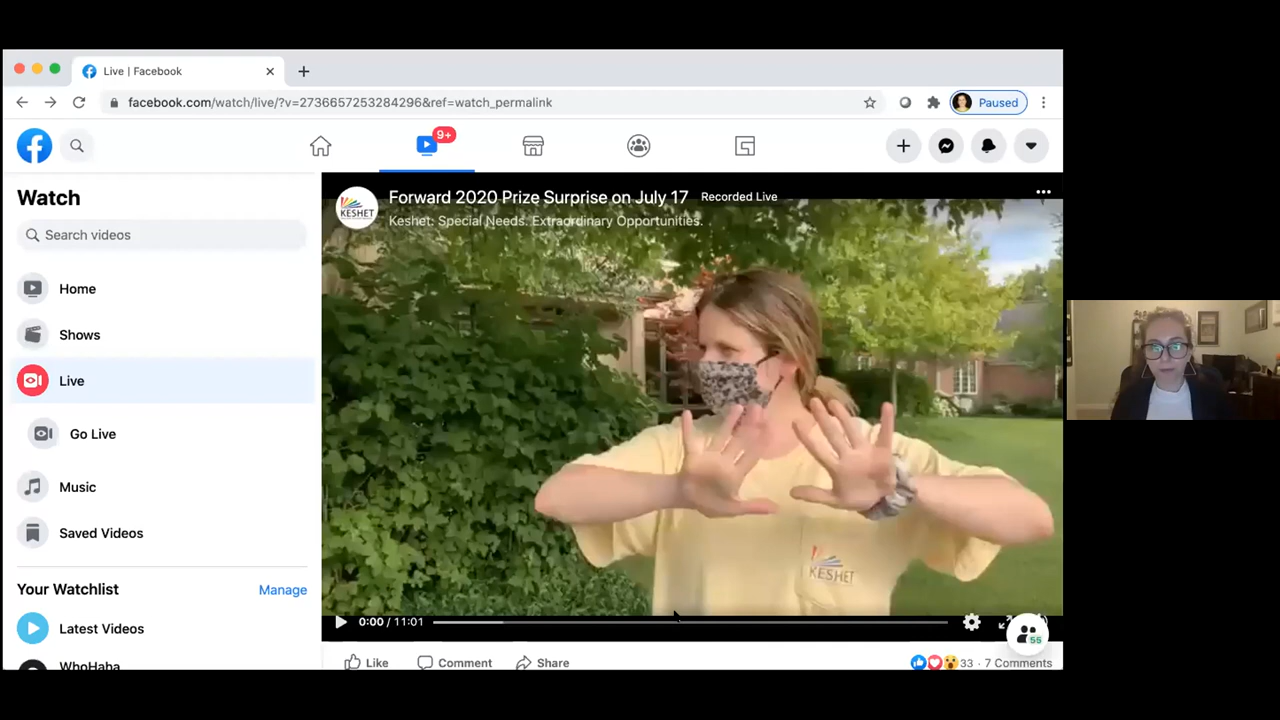 Live | Facebook
facebook.com/watch/live/?v=2736657253284296&ref=watch_permalink
Paused
9+
Watch
Search videos
Home
Shows
Live
Go Live
Music
Saved Videos
Your Watchlist
Manage
Latest Videos
WhoHaha
KESHET
Forward 2020 Prize Surprise on July 17
Recorded Live
Keshet: Special Needs. Extraordinary Opportunities.
KESHET
0:00 / 11:01
55
Like
Comment
Share
33 · 7 Comments